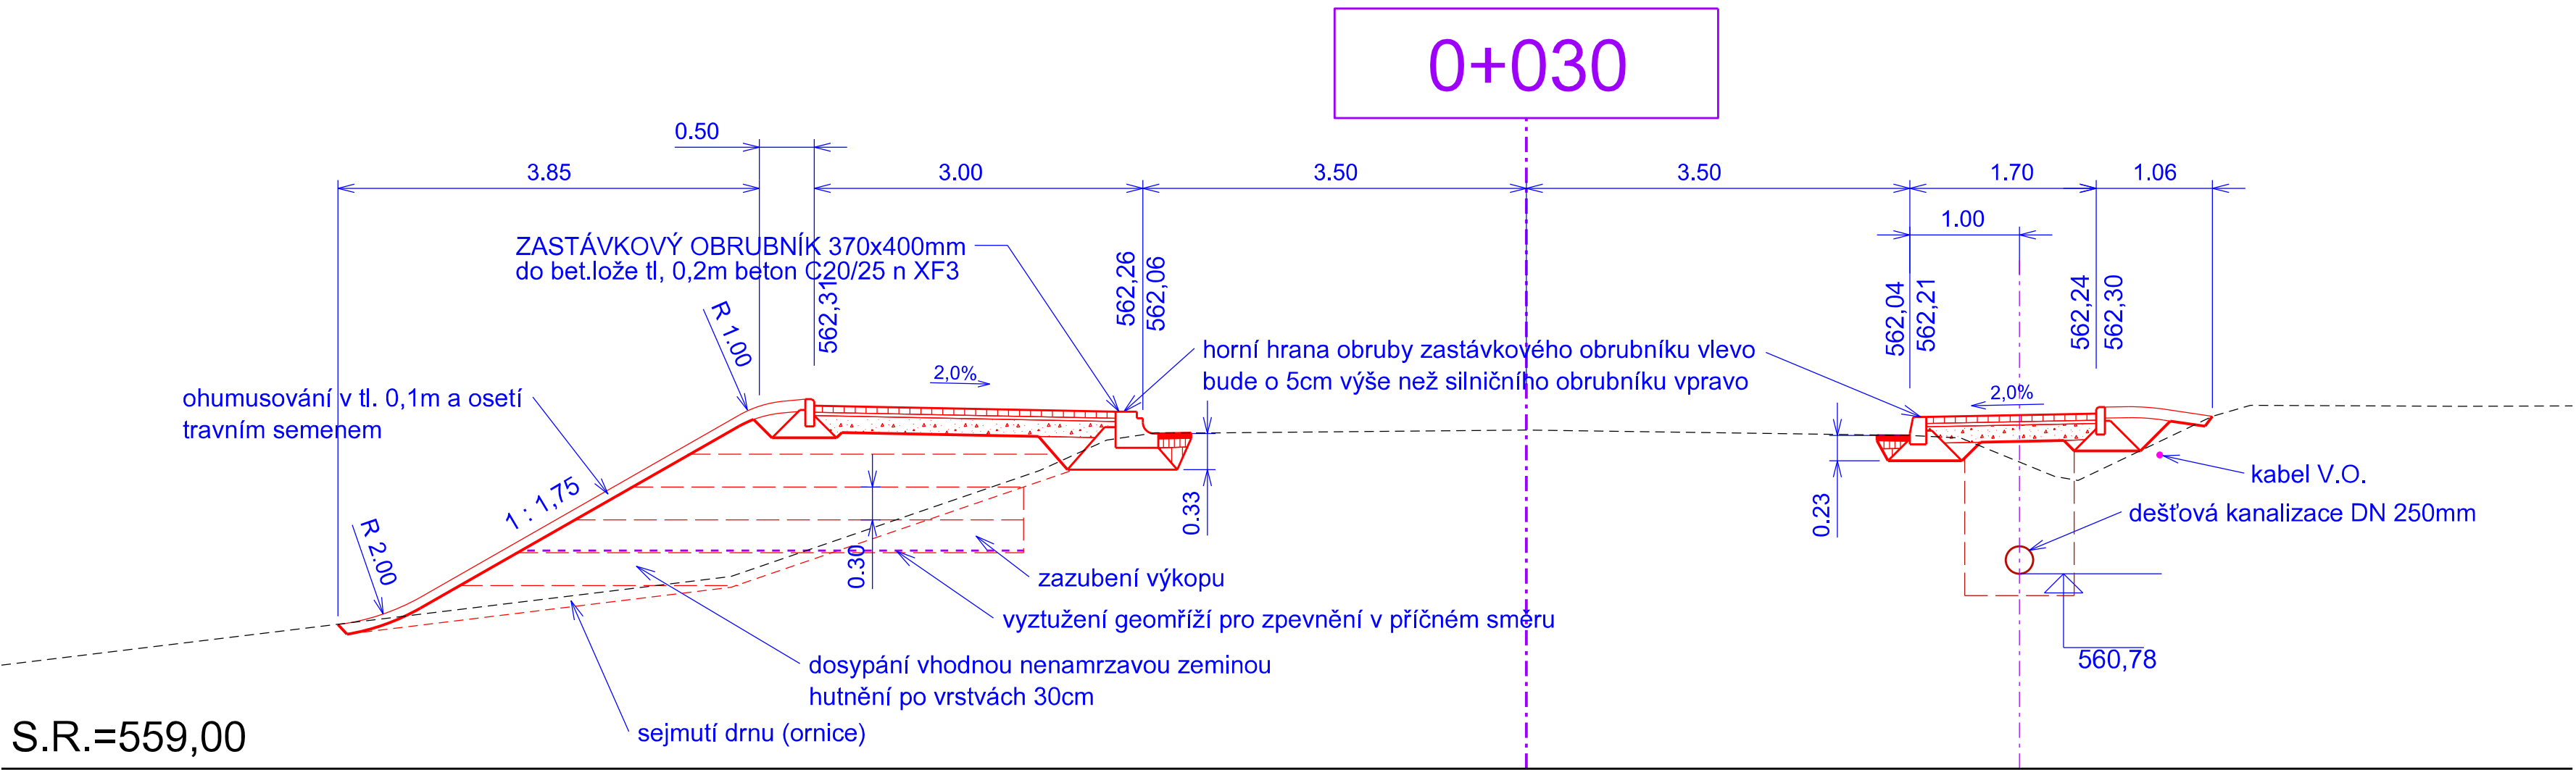 0+030
0.50
3.85
3.00
3.50
3.50
1.70
1.06
1.00
ZASTÁVKOVÝ OBRUBNÍK 370x400mm
do bet.lože tl, 0,2m beton C20/25 n XF3
562,31
562,26
562,06
562,04
562,21
562,24
562,30
R 1.00
horní hrana obruby zastávkového obrubníku vlevo
bude o 5cm výše než silničního obrubníku vpravo
2,0%
2,0%
ohumusování v tl. 0,1m a osetí
travním semenem
1 : 1,75
R 2.00
0.30
0.33
0.23
kabel V.O.
dešťová kanalizace DN 250mm
zazubení výkopu
vyztužení geomříží pro zpevnění v příčném směru
560,78
dosypání vhodnou nenamrzavou zeminou
hutnění po vrstvách 30cm
sejmutí drnu (ornice)
S.R.=559,00